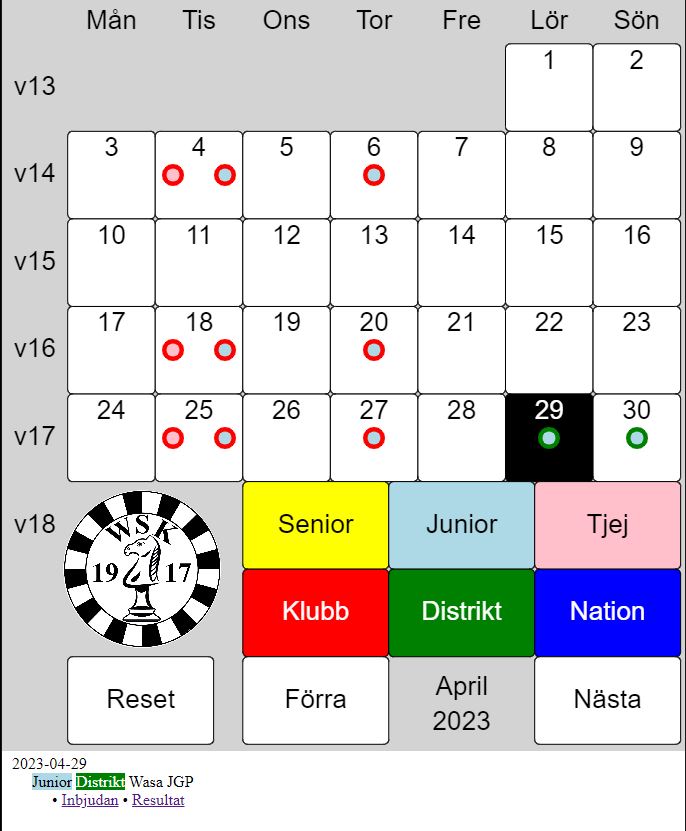 Mån Tis Ons Tor Fre Lör Sön
v13 1 2
v14 3 4 5 6 7 8 9
v15 10 11 12 13 14 15 16
v16 17 18 19 20 21 22 23
v17 24 25 26 27 28 29 30
v18 Senior Junior Tjej
WSK
19 17
Klubb Distrikt Nation
Reset Förra April 2023 Nästa
2023-04-29
Junior Distrikt Wasa JGP
• Inbjudan • Resultat